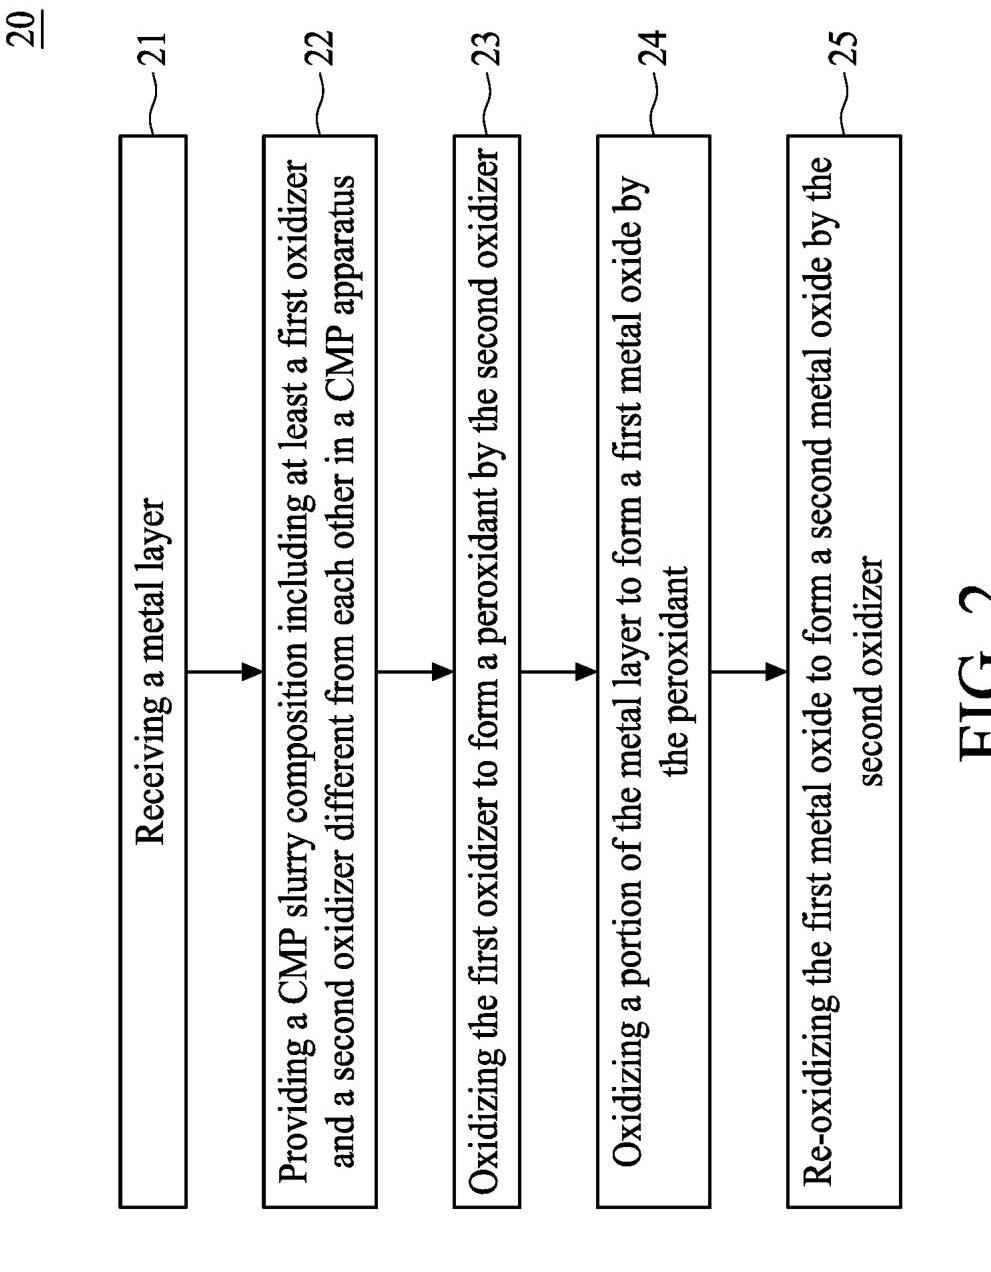 20
Receiving a metal layer
21
Providing a CMP slurry composition including at least a first oxidizer
and a second oxidizer different from each other in a CMP apparatus
22
Oxidizing the first oxidizer to form a peroxidant by the second oxidizer
23
Oxidizing a portion of the metal layer to form a first metal oxide by
the peroxidant
24
Re-oxidizing the first metal oxide to form a second metal oxide by the
second oxidizer
25
FIG. 2